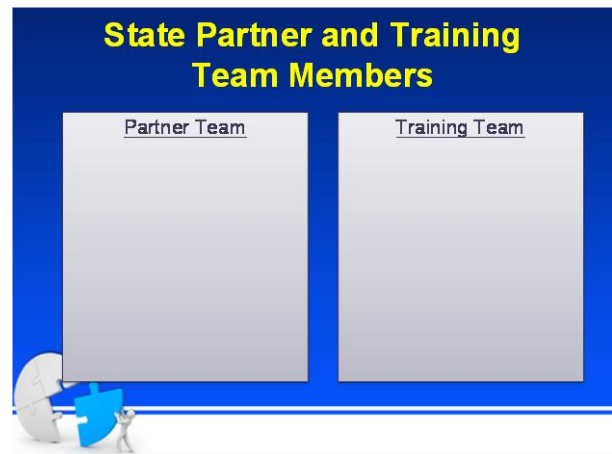 State Partner and Training
Team Members
Partner Team
Training Team